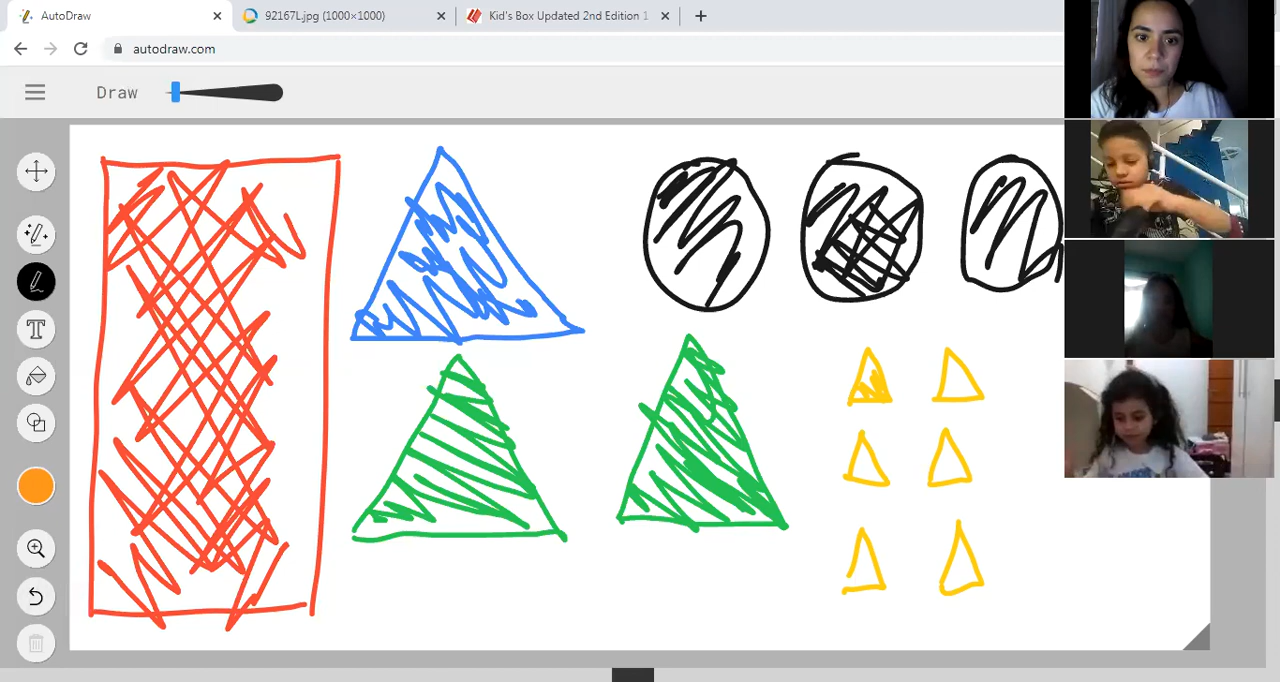 AutoDraw
92167L.jpg (1000×1000)
Kid's Box Updated 2nd Edition 1
autodraw.com
Draw
T